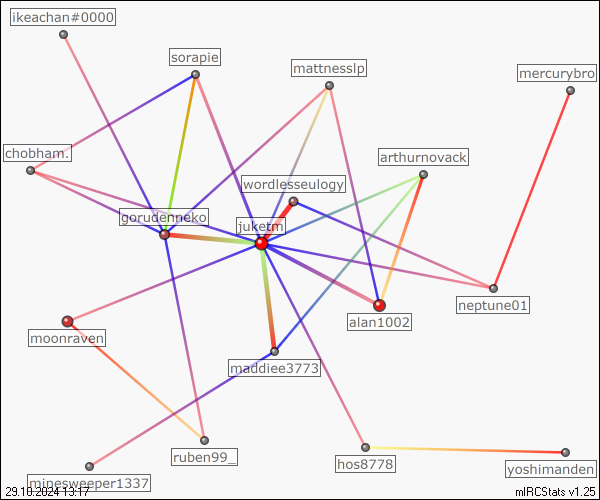 ikeachan#0000
sorapie
mattnesslp
mercurybro
chobham.
arthurnovack
wordlesseulogy
gorudenneko
juketm
neptune01
alan1002
moonraven
maddiee3773
ruben99_
hos8778
yoshimanden
minesweeper1337
29.10.2024 13:17
mIRCStats v1.25